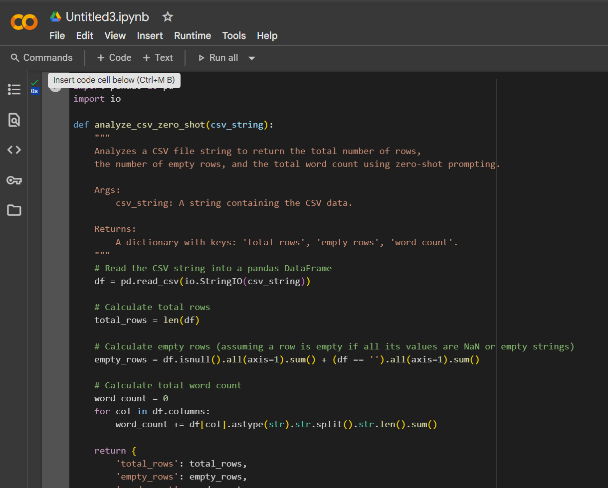 Untitled3.ipynb
File Edit View Insert Runtime Tools Help
Commands + Code + Text Run all
Insert code cell below (Ctrl+M B)
0s
import io
def analyze_csv_zero_shot(csv_string):
"""
Analyzes a CSV file string to return the total number of rows,
the number of empty rows, and the total word count using zero-shot prompting.
Args:
csv_string: A string containing the CSV data.
Returns:
A dictionary with keys: 'total_rows', 'empty_rows', 'word_count'.
"""
# Read the CSV string into a pandas DataFrame
df = pd.read_csv(io.StringIO(csv_string))
# Calculate total rows
total_rows = len(df)
# Calculate empty rows (assuming a row is empty if all its values are NaN or empty strings)
empty_rows = df.isnull().all(axis=1).sum() + (df == '').all(axis=1).sum()
# Calculate total word count
word_count = 0
for col in df.columns:
word_count += df[col].astype(str).str.split().str.len().sum()
return {
'total_rows': total_rows,
'empty_rows': empty_rows,